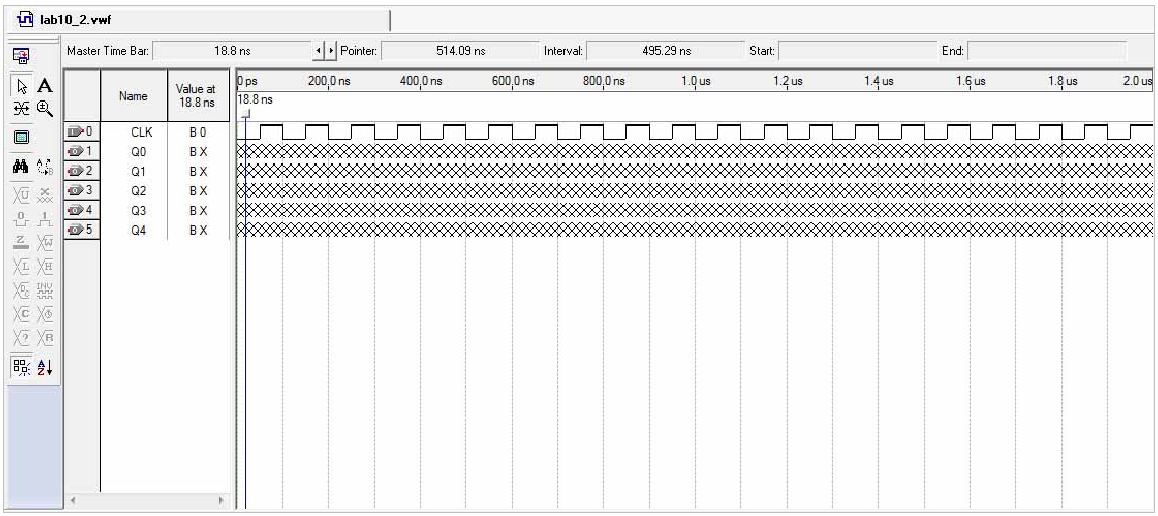 lab10_2.vwf
Master Time Bar: 18.8 ns Pointer: 514.09 ns Interval: 495.29 ns Start: End:
Name Value at 18.8 ns
0 ps 200.0 ns 400.0 ns 600.0 ns 800.0 ns 1.0 us 1.2 us 1.4 us 1.6 us 1.8 us 2.0 us
18.8 ns
0 CLK B 0
1 Q0 B X
2 Q1 B X
3 Q2 B X
4 Q3 B X
5 Q4 B X